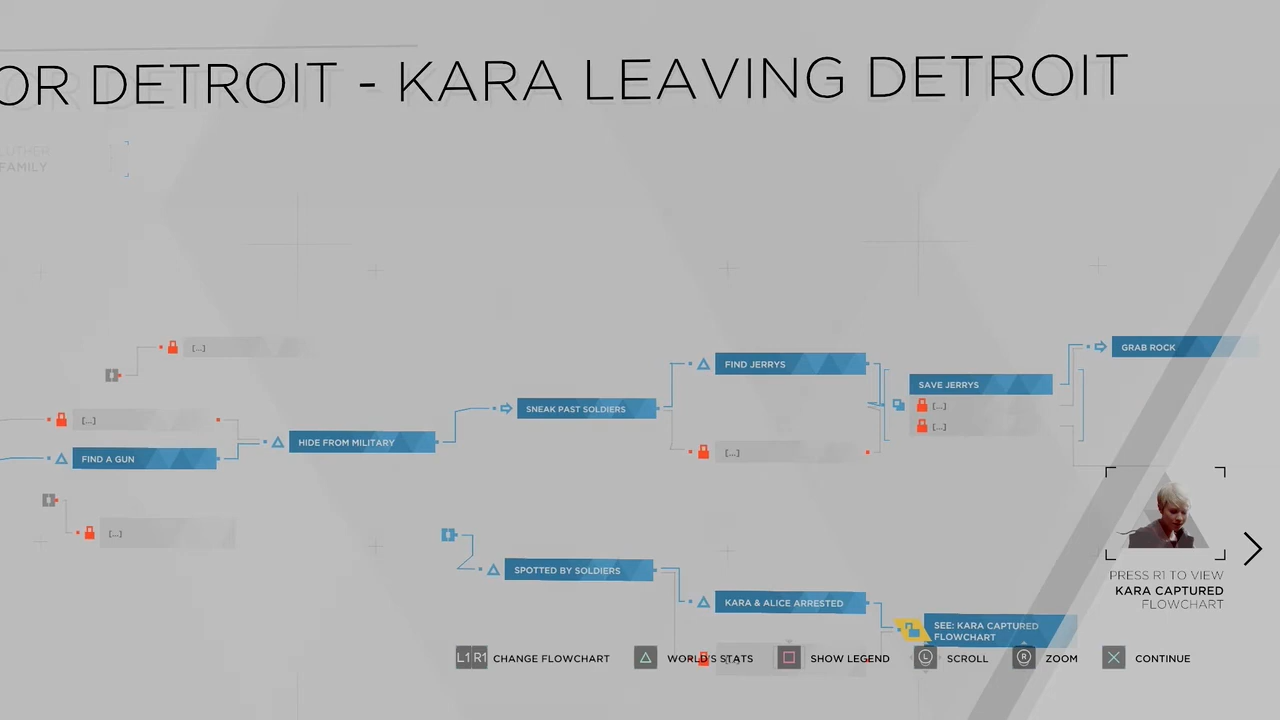 OR DETROIT - KARA LEAVING DETROIT
LUTHER
FAMILY
[...]
GRAB ROCK
FIND JERRYS
SAVE JERRYS
[...]
SNEAK PAST SOLDIERS
[...]
[...]
HIDE FROM MILITARY
[...]
FIND A GUN
[...]
SPOTTED BY SOLDIERS
PRESS R1 TO VIEW
KARA CAPTURED
FLOWCHART
KARA & ALICE ARRESTED
SEE: KARA CAPTURED
FLOWCHART
[...]
L1 R1 CHANGE FLOWCHART
WORLD'S STATS
SHOW LEGEND
L SCROLL
R ZOOM
CONTINUE